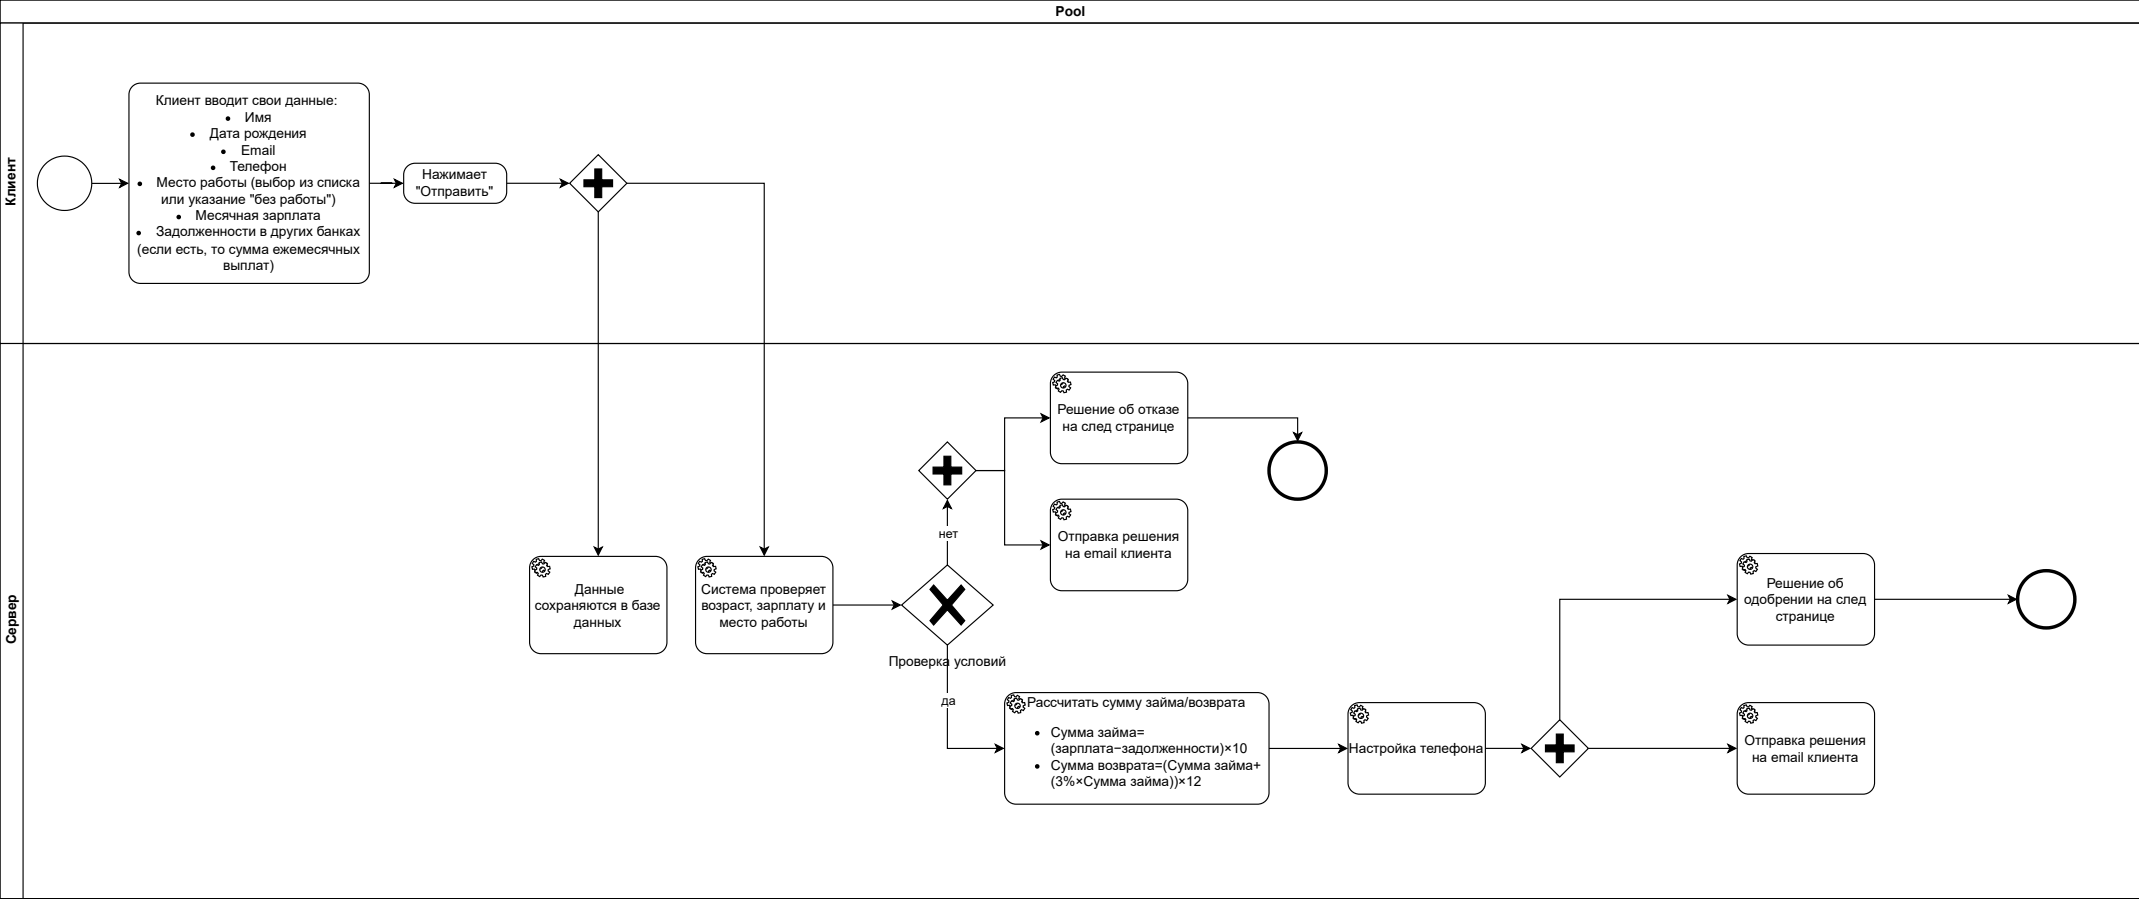 Pool
Клиент
Клиент вводит свои данные:
• Имя
• Дата рождения
• Email
• Телефон
• Место работы (выбор из списка
или указание "без работы")
• Месячная зарплата
• Задолженности в других банках
(если есть, то сумма ежемесячных
выплат)
Нажимает
"Отправить"
Сервер
Данные
сохраняются в базе
данных
Система проверяет
возраст, зарплату и
место работы
Проверка условий
нет
Решение об отказе
на след странице
Отправка решения
на email клиента
да
Рассчитать сумму займа/возврата
• Сумма займа=
(зарплата−задолженности)×10
• Сумма возврата=(Сумма займа+
(3%×Сумма займа))×12
Настройка телефона
Решение об
одобрении на след
странице
Отправка решения
на email клиента